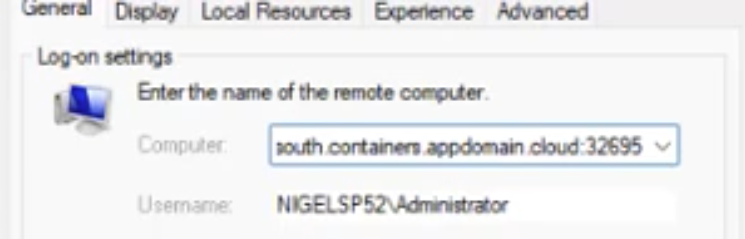 General Display Local Resources Experience Advanced
Log-on settings
Enter the name of the remote computer.
Computer: south.containers.appdomain.cloud:32695
Username: NIGELSP52\Administrator